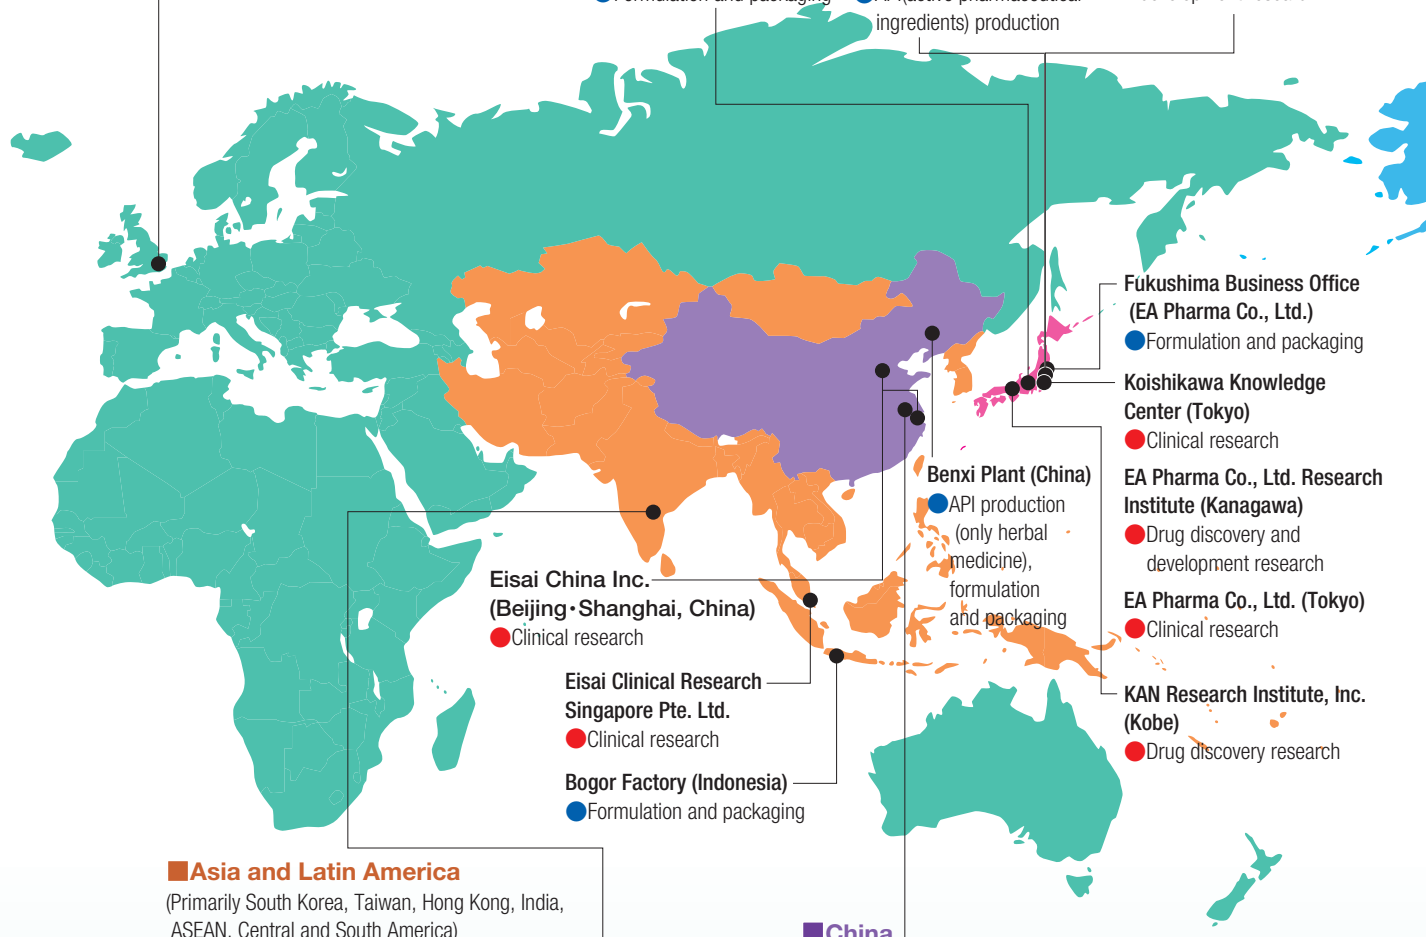 Formulation and packaging
ingredients) production
Fukushima Business Office
(EA Pharma Co., Ltd.)
Formulation and packaging
Koishikawa Knowledge
Center (Tokyo)
Clinical research
EA Pharma Co., Ltd. Research
Institute (Kanagawa)
Drug discovery and
development research
EA Pharma Co., Ltd. (Tokyo)
Clinical research
KAN Research Institute, Inc.
(Kobe)
Drug discovery research
Benxi Plant (China)
API production
(only herbal
medicine),
formulation
and packaging
Eisai China Inc.
(Beijing・Shanghai, China)
Clinical research
Eisai Clinical Research
Singapore Pte. Ltd.
Clinical research
Bogor Factory (Indonesia)
Formulation and packaging
Asia and Latin America
(Primarily South Korea, Taiwan, Hong Kong, India,
ASEAN, Central and South America)
China